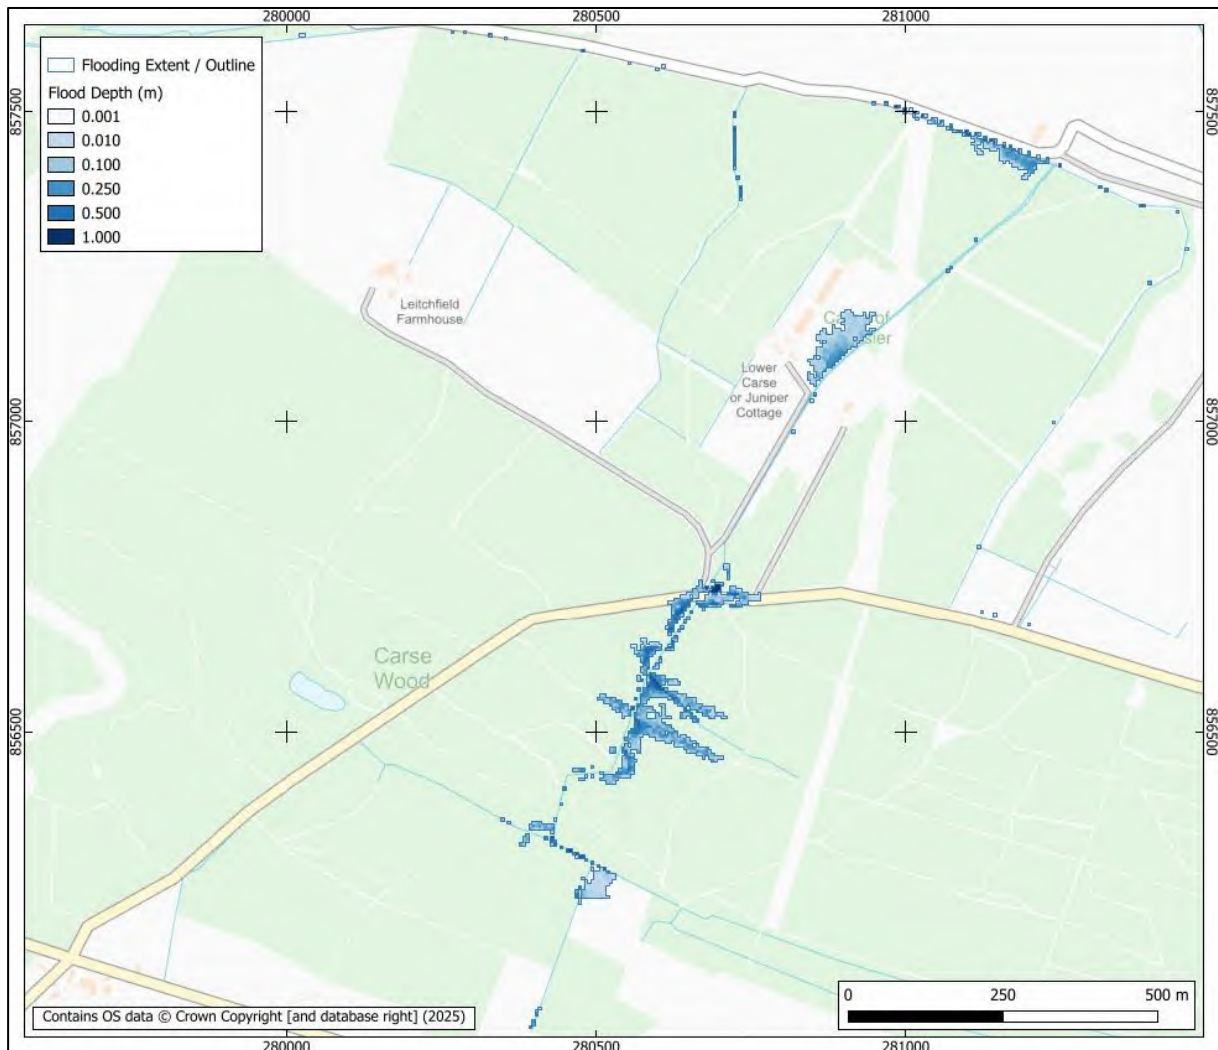 280000
280500
281000
Flooding Extent / Outline
Flood Depth (m)
0.001
0.010
0.100
0.250
0.500
1.000
857500
857500
Leitchfield
Farmhouse
Lower
Carse
or Juniper
Cottage
857000
857000
Carse
Wood
856500
856500
0
250
500 m
Contains OS data © Crown Copyright [and database right] (2025)
280000
280500
281000